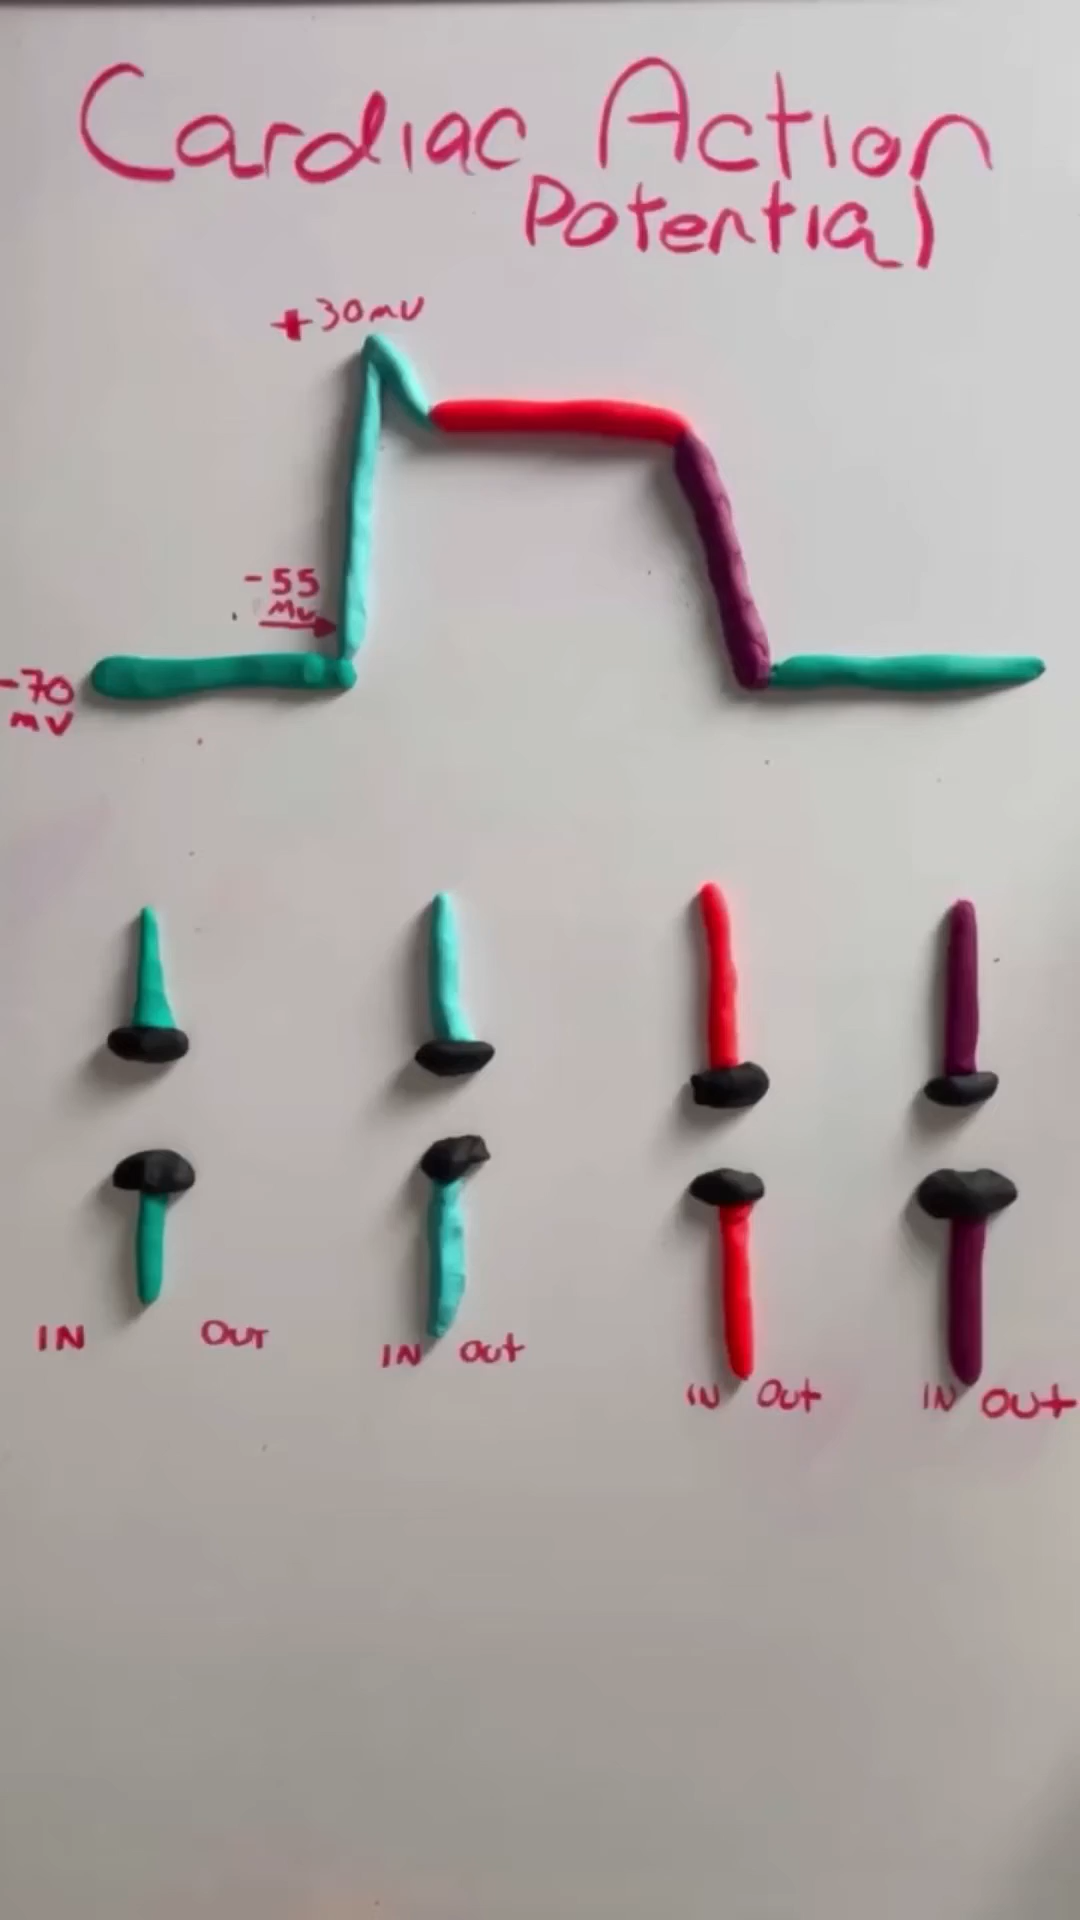 Cardiac Action
Potential
+30mV
-55
mv
-70
mV
IN OUT
IN Out
IN Out
IN OUt